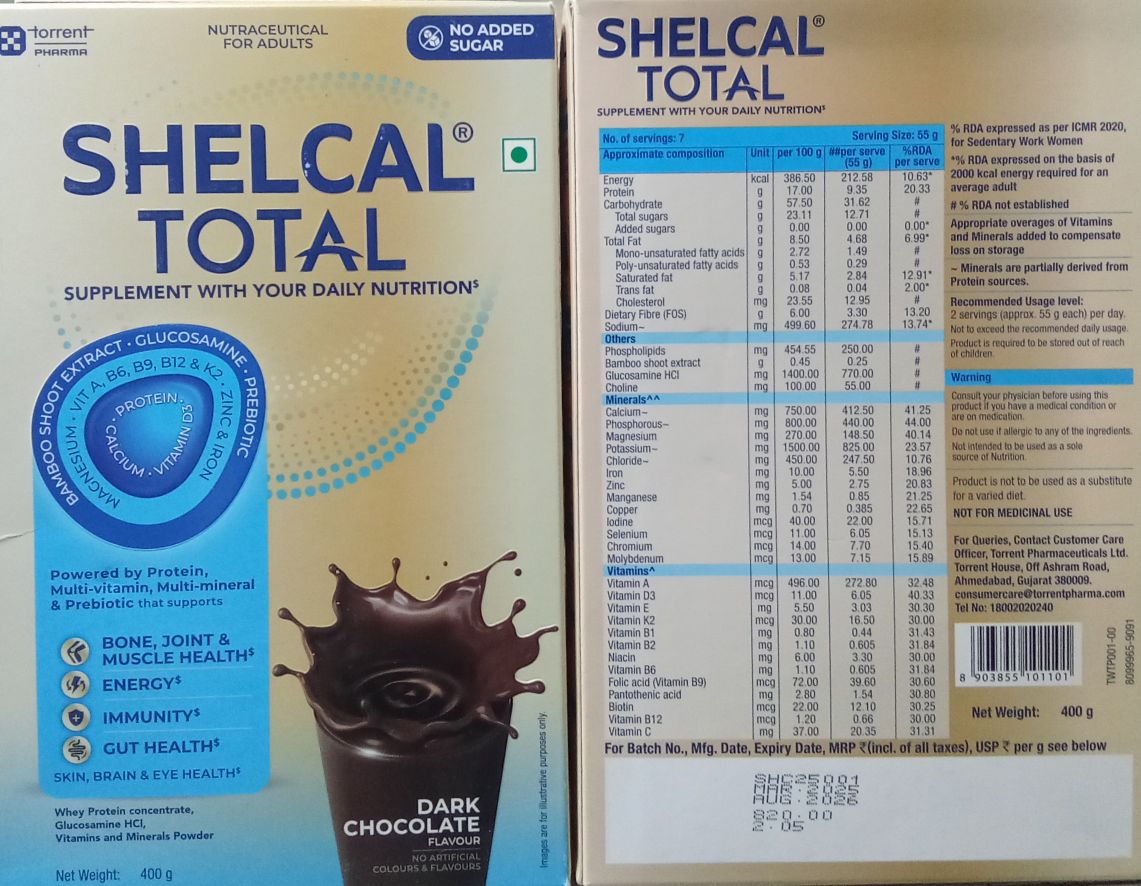 torrent
PHARMA
NUTRACEUTICAL
FOR ADULTS
NO ADDED
SUGAR
SHELCAL®
TOTAL
SUPPLEMENT WITH YOUR DAILY NUTRITION$
BAMBOO SHOOT EXTRACT · GLUCOSAMINE · PREBIOTIC
MAGNESIUM · VIT A, B6, B9, B12 & K2 · ZINC & IRON
· PROTEIN ·
CALCIUM · VITAMIN D3
Powered by Protein,
Multi-vitamin, Multi-mineral
& Prebiotic that supports
BONE, JOINT &
MUSCLE HEALTH$
ENERGY$
IMMUNITY$
GUT HEALTH$
SKIN, BRAIN & EYE HEALTH$
Whey Protein concentrate,
Glucosamine HCl,
Vitamins and Minerals Powder
Net Weight: 400 g
DARK
CHOCOLATE
FLAVOUR
NO ARTIFICIAL
COLOURS & FLAVOURS
Images are for illustrative purposes only.
SHELCAL®
TOTAL
SUPPLEMENT WITH YOUR DAILY NUTRITION$
No. of servings: 7 Serving Size: 55 g
Approximate composition Unit per 100 g ##per serve (55 g) %RDA per serve
Energy kcal 386.50 212.58 10.63*
Protein g 17.00 9.35 20.33
Carbohydrate g 57.50 31.62 #
Total sugars g 23.11 12.71 #
Added sugars g 0.00 0.00 0.00*
Total Fat g 8.50 4.68 6.99*
Mono-unsaturated fatty acids g 2.72 1.49 #
Poly-unsaturated fatty acids g 0.53 0.29 #
Saturated fat g 5.17 2.84 12.91*
Trans fat g 0.08 0.04 2.00*
Cholesterol mg 23.55 12.95 #
Dietary Fibre (FOS) g 6.00 3.30 13.20
Sodium~ mg 499.60 274.78 13.74*
Others
Phospholipids mg 454.55 250.00 #
Bamboo shoot extract g 0.45 0.25 #
Glucosamine HCl mg 1400.00 770.00 #
Choline mg 100.00 55.00 #
Minerals^^
Calcium~ mg 750.00 412.50 41.25
Phosphorous~ mg 800.00 440.00 44.00
Magnesium mg 270.00 148.50 40.14
Potassium~ mg 1500.00 825.00 23.57
Chloride~ mg 450.00 247.50 10.76
Iron mg 10.00 5.50 18.96
Zinc mg 5.00 2.75 20.83
Manganese mg 1.54 0.85 21.25
Copper mg 0.70 0.385 22.65
Iodine mcg 40.00 22.00 15.71
Selenium mcg 11.00 6.05 15.13
Chromium mcg 14.00 7.70 15.40
Molybdenum mcg 13.00 7.15 15.89
Vitamins^
Vitamin A mcg 496.00 272.80 32.48
Vitamin D3 mcg 11.00 6.05 40.33
Vitamin E mg 5.50 3.03 30.30
Vitamin K2 mcg 30.00 16.50 30.00
Vitamin B1 mg 0.80 0.44 31.43
Vitamin B2 mg 1.10 0.605 31.84
Niacin mg 6.00 3.30 30.00
Vitamin B6 mg 1.10 0.605 31.84
Folic acid (Vitamin B9) mcg 72.00 39.60 30.60
Pantothenic acid mg 2.80 1.54 30.80
Biotin mcg 22.00 12.10 30.25
Vitamin B12 mcg 1.20 0.66 30.00
Vitamin C mg 37.00 20.35 31.31
% RDA expressed as per ICMR 2020,
for Sedentary Work Women
*% RDA expressed on the basis of
2000 kcal energy required for an
average adult
# % RDA not established
Appropriate overages of Vitamins
and Minerals added to compensate
loss on storage
~ Minerals are partially derived from
Protein sources.
Recommended Usage level:
2 servings (approx. 55 g each) per day.
Not to exceed the recommended daily usage.
Product is required to be stored out of reach
of children.
Warning
Consult your physician before using this
product if you have a medical condition or
are on medication.
Do not use if allergic to any of the ingredients.
Not intended to be used as a sole
source of Nutrition.
Product is not to be used as a substitute
for a varied diet.
NOT FOR MEDICINAL USE
For Queries, Contact Customer Care
Officer, Torrent Pharmaceuticals Ltd.
Torrent House, Off Ashram Road,
Ahmedabad, Gujarat 380009.
consumercare@torrentpharma.com
Tel No: 18002020240
8 903855 101101
TWTP001-00
8099965-9091
Net Weight: 400 g
For Batch No., Mfg. Date, Expiry Date, MRP ₹(incl. of all taxes), USP ₹ per g see below